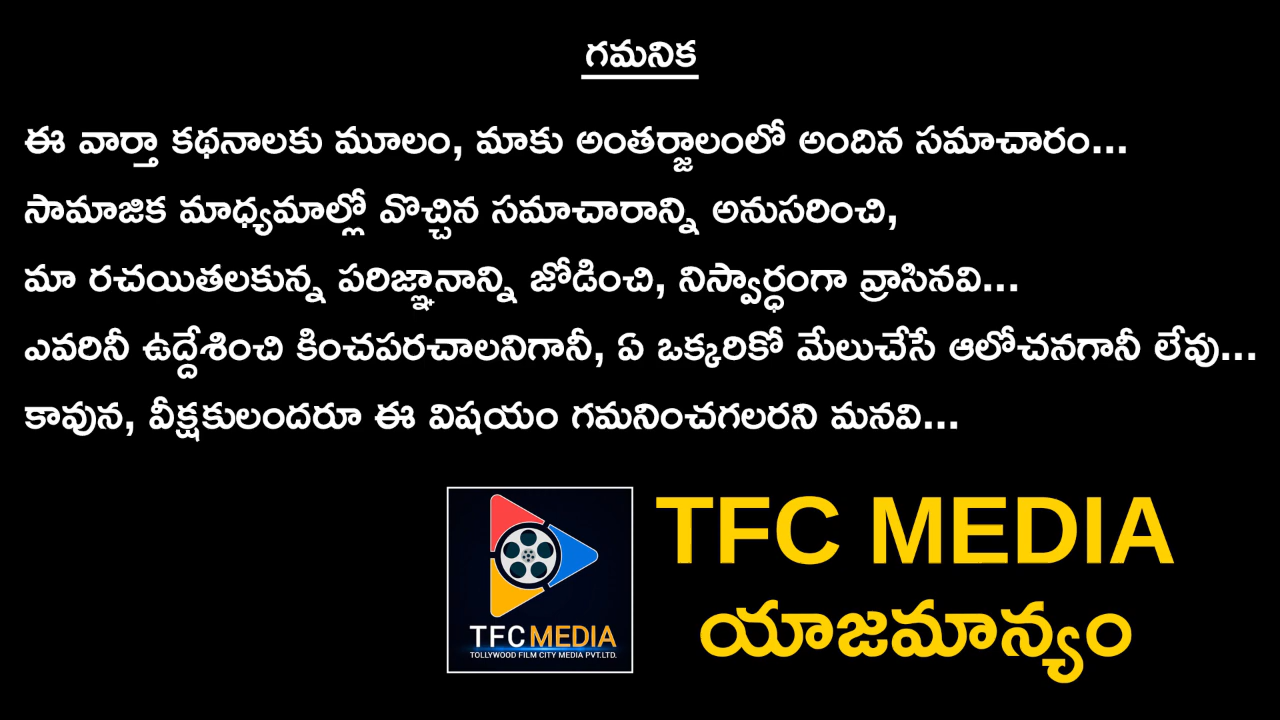 గమనిక
ఈ వార్తా కథనాలకు మూలం, మాకు అంతర్జాలంలో అందిన సమాచారం...
సామాజిక మాధ్యమాల్లో వొచ్చిన సమాచారాన్ని అనుసరించి,
మా రచయితలకున్న పరిజ్ఞానాన్ని జోడించి, నిస్వార్ధంగా వ్రాసినవి...
ఎవరినీ ఉద్దేశించి కించపరచాలనిగానీ, ఏ ఒక్కరికో మేలుచేసే ఆలోచనగానీ లేవు...
కావున, వీక్షకులందరూ ఈ విషయం గమనించగలరని మనవి...
TFC MEDIA
యాజమాన్యం
TFC MEDIA
TOLLYWOOD FILM CITY MEDIA PVT.LTD.